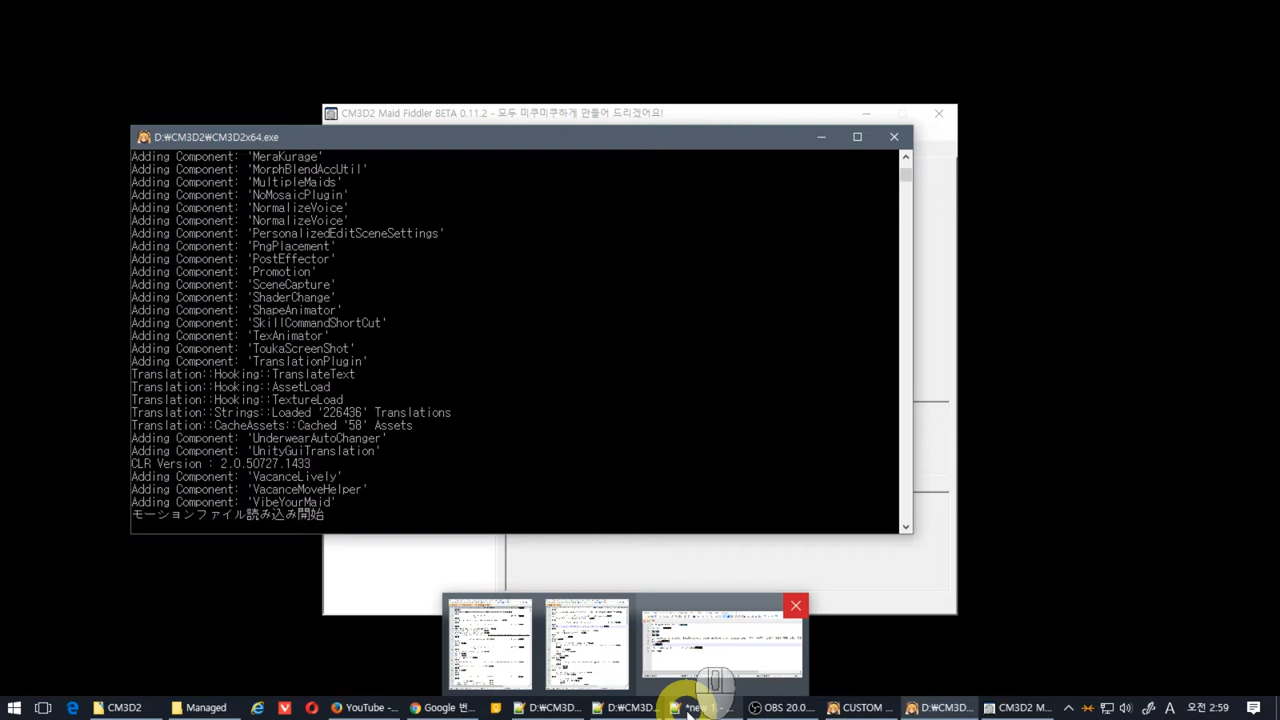 CM3D2 Maid Fiddler BETA 0.11.2 - 모두 미쿠미쿠하게 만들어 드리겠어요!
D:₩CM3D2₩CM3D2x64.exe
Adding Component: 'MeraKurage'
Adding Component: 'MorphBlendAccUtil'
Adding Component: 'MultipleMaids'
Adding Component: 'NoMosaicPlugin'
Adding Component: 'NormalizeVoice'
Adding Component: 'NormalizeVoice'
Adding Component: 'PersonalizedEditSceneSettings'
Adding Component: 'PngPlacement'
Adding Component: 'PostEffector'
Adding Component: 'Promotion'
Adding Component: 'SceneCapture'
Adding Component: 'ShaderChange'
Adding Component: 'ShapeAnimator'
Adding Component: 'SkillCommandShortCut'
Adding Component: 'TexAnimator'
Adding Component: 'ToukaScreenShot'
Adding Component: 'TranslationPlugin'
Translation::Hooking::TranslateText
Translation::Hooking::AssetLoad
Translation::Hooking::TextureLoad
Translation::Strings::Loaded '226436' Translations
Translation::CacheAssets::Cached '58' Assets
Adding Component: 'UnderwearAutoChanger'
Adding Component: 'UnityGuiTranslation'
CLR Version : 2.0.50727.1433
Adding Component: 'VacanceLively'
Adding Component: 'VacanceMoveHelper'
Adding Component: 'VibeYourMaid'
モーションファイル読み込み開始
CM3D2 Managed YouTube - ... Google 번... D:₩CM3D... D:₩CM3D... *new 1 - ... OBS 20.0... CUSTOM ... D:₩CM3D... CM3D2 M... 오전 2:59